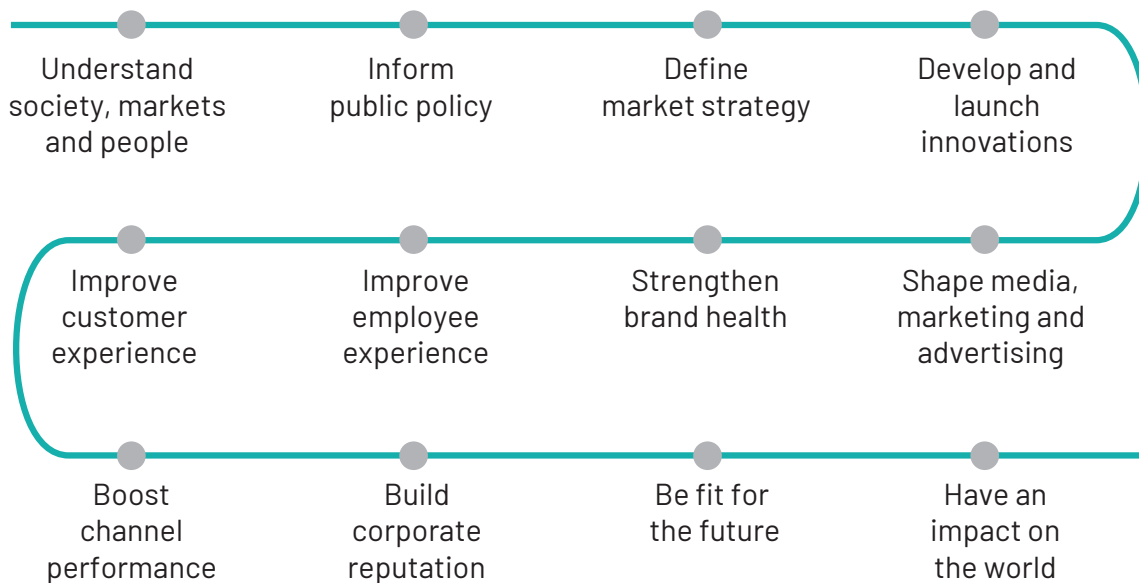 Understand
society, markets
and people
Inform
public policy
Define
market strategy
Develop and
launch
innovations
Improve
customer
experience
Improve
employee
experience
Strengthen
brand health
Shape media,
marketing and
advertising
Boost
channel
performance
Build
corporate
reputation
Be fit for
the future
Have an
impact on
the world